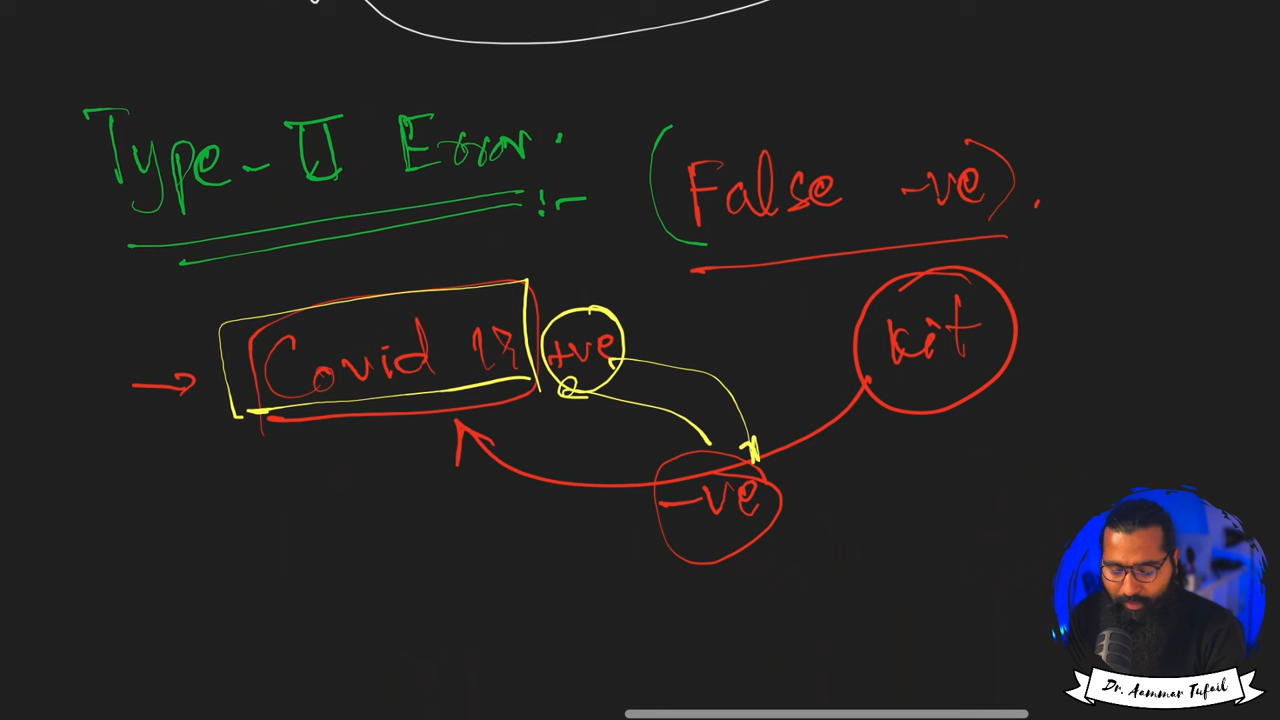 Type-II Error. :-
(False -ve).
Covid 19 +ve
kit
-ve
Dr. Aammar Tufail